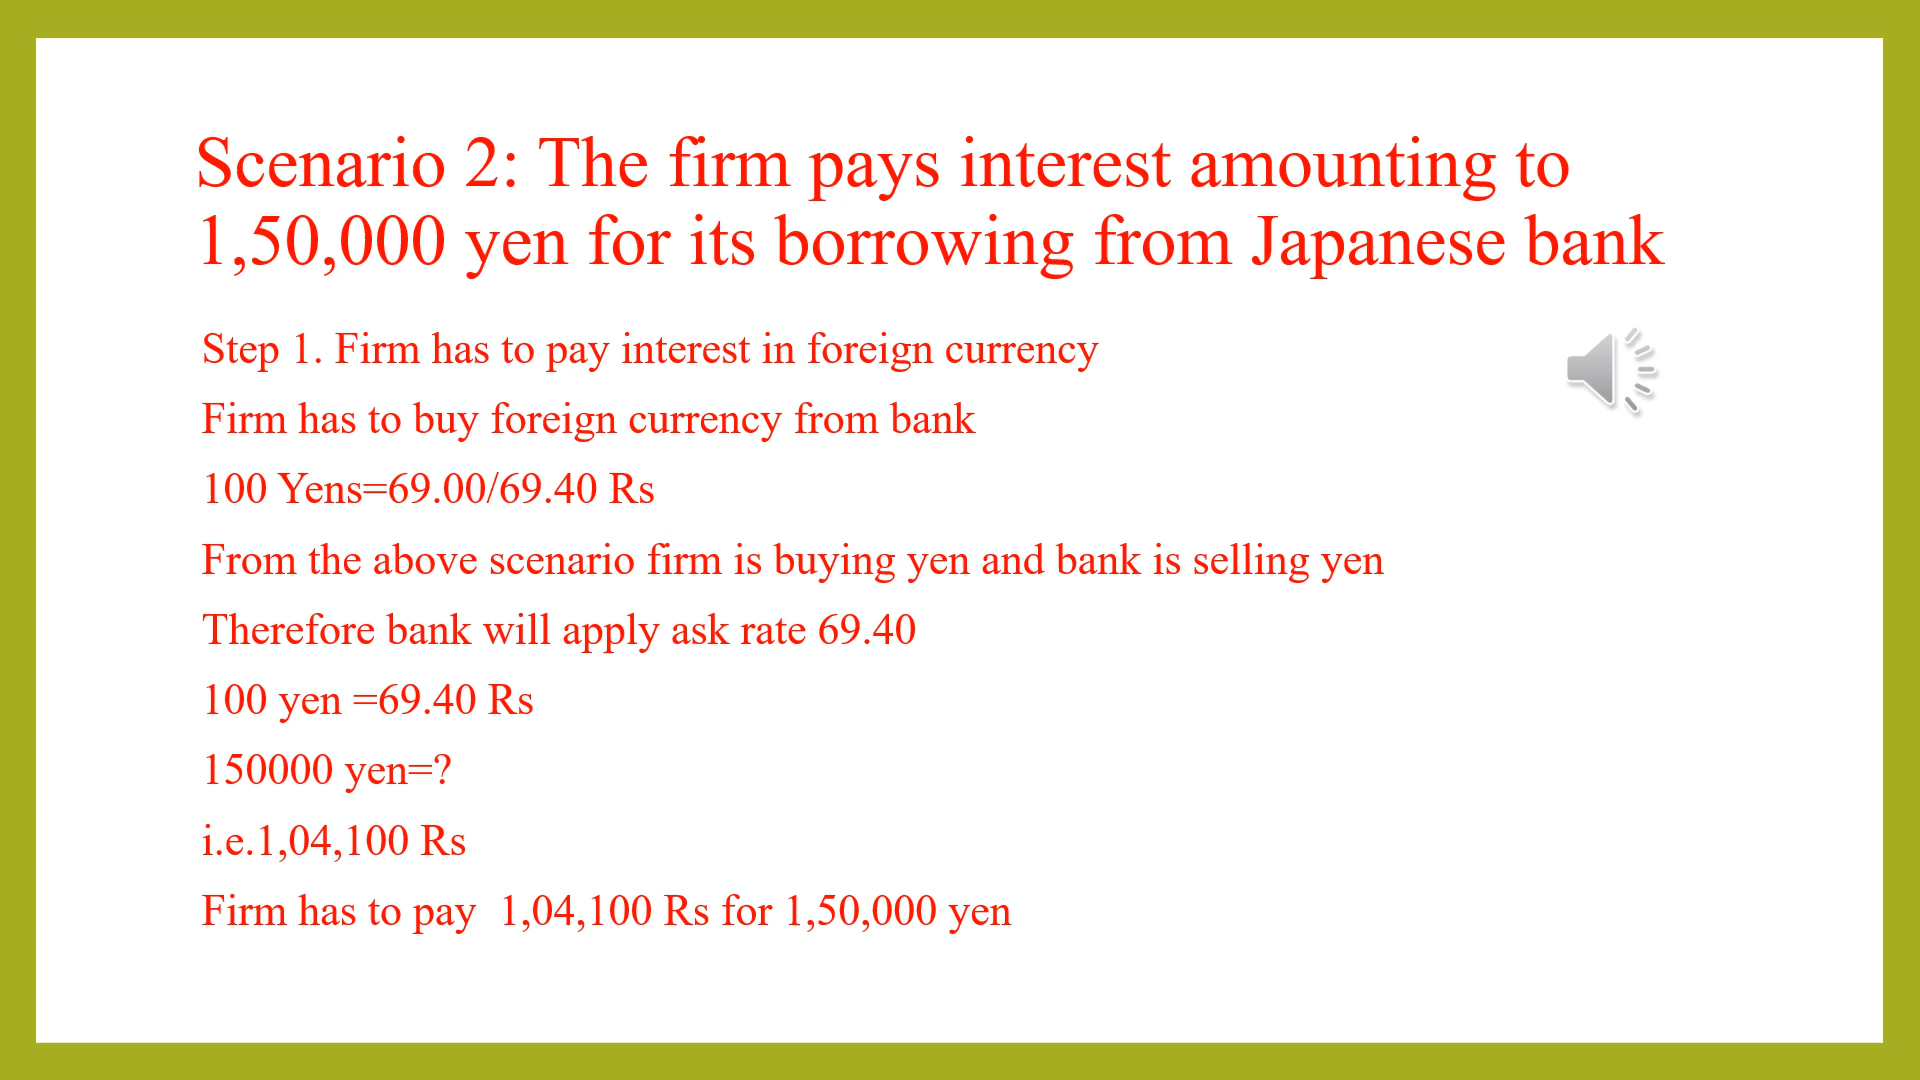 Scenario 2: The firm pays interest amounting to
1,50,000 yen for its borrowing from Japanese bank
Step 1. Firm has to pay interest in foreign currency
Firm has to buy foreign currency from bank
100 Yens=69.00/69.40 Rs
From the above scenario firm is buying yen and bank is selling yen
Therefore bank will apply ask rate 69.40
100 yen =69.40 Rs
150000 yen=?
i.e.1,04,100 Rs
Firm has to pay  1,04,100 Rs for 1,50,000 yen